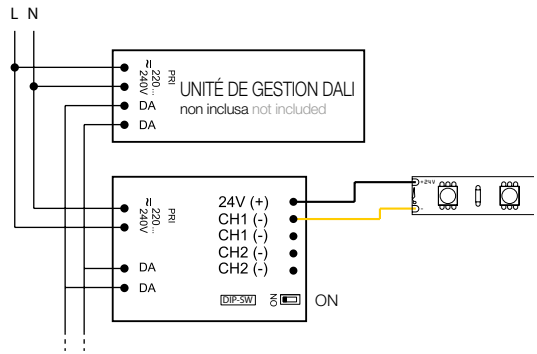 L N
≂ 220... 240V
PRI
DA
DA
UNITÉ DE GESTION DALI
non inclusa not included
≂ 220... 240V
PRI
DA
DA
24V (+)
CH1 (-)
CH1 (-)
CH2 (-)
CH2 (-)
DIP-SW
ON
ON
+24V
-